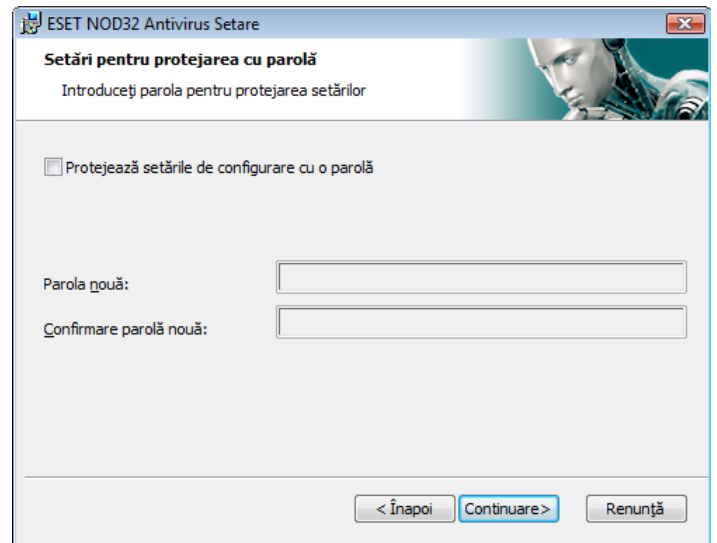 ESET NOD32 Antivirus Setare
Setări pentru protejarea cu parolă
Introduceţi parola pentru protejarea setărilor
Protejează setările de configurare cu o parolă
Parola nouă:
Confirmare parolă nouă:
< Înapoi Continuare> Renunţă